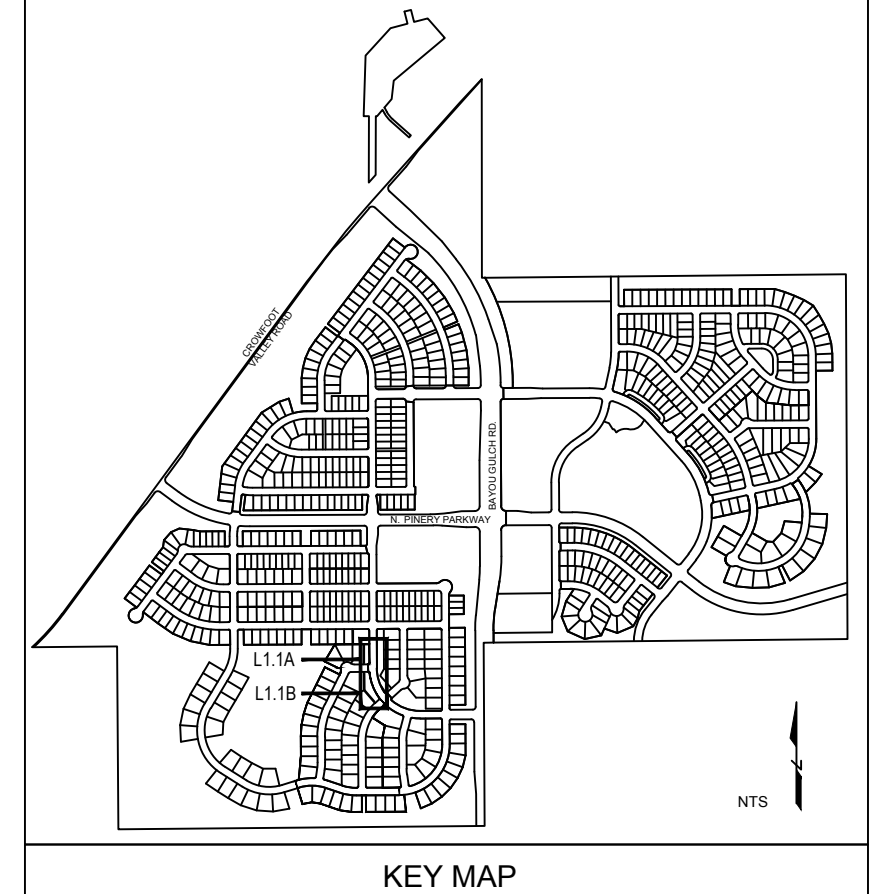 CROWFOOT
VALLEY ROAD
BAYOU GULCH RD.
N. PINERY PARKWAY
L1.1A
L1.1B
NTS
N
KEY MAP